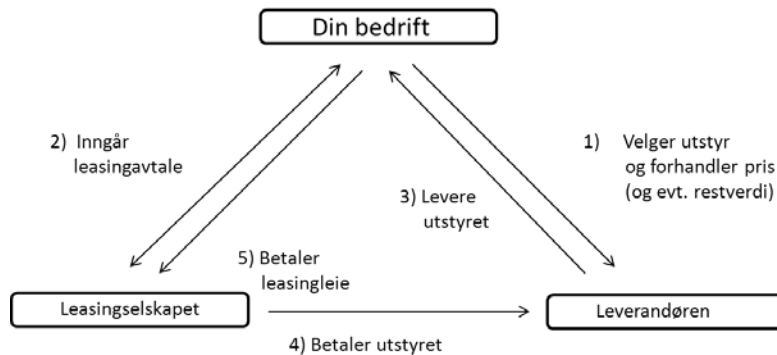 Din bedrift
2) Inngår
leasingavtale
1) Velger utstyr
og forhandler pris
(og evt. restverdi)
3) Levere
utstyret
5) Betaler
leasingleie
Leasingselskapet
Leverandøren
4) Betaler utstyret